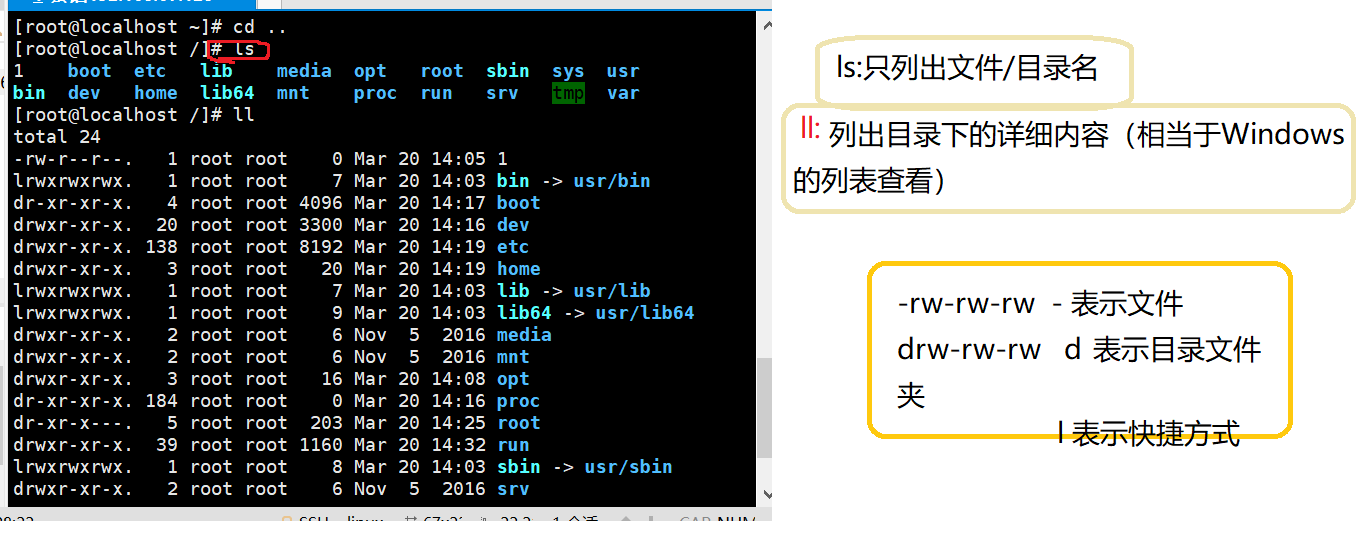 [root@localhost ~]# cd ..
[root@localhost /]# ls
1    boot  etc   lib    media  opt   root  sbin  sys  usr
bin  dev   home  lib64  mnt    proc  run   srv   tmp  var
[root@localhost /]# ll
total 24
-rw-r--r--.   1 root root    0 Mar 20 14:05 1
lrwxrwxrwx.   1 root root    7 Mar 20 14:03 bin -> usr/bin
dr-xr-xr-x.   4 root root 4096 Mar 20 14:17 boot
drwxr-xr-x.  20 root root 3300 Mar 20 14:16 dev
drwxr-xr-x. 138 root root 8192 Mar 20 14:19 etc
drwxr-xr-x.   3 root root   20 Mar 20 14:19 home
lrwxrwxrwx.   1 root root    7 Mar 20 14:03 lib -> usr/lib
lrwxrwxrwx.   1 root root    9 Mar 20 14:03 lib64 -> usr/lib64
drwxr-xr-x.   2 root root    6 Nov  5  2016 media
drwxr-xr-x.   2 root root    6 Nov  5  2016 mnt
drwxr-xr-x.   3 root root   16 Mar 20 14:08 opt
dr-xr-xr-x. 184 root root    0 Mar 20 14:16 proc
dr-xr-x---.   5 root root  203 Mar 20 14:25 root
drwxr-xr-x.  39 root root 1160 Mar 20 14:32 run
lrwxrwxrwx.   1 root root    8 Mar 20 14:03 sbin -> usr/sbin
drwxr-xr-x.   2 root root    6 Nov  5  2016 srv
ls:只列出文件/目录名
ll: 列出目录下的详细内容（相当于Windows
的列表查看）
-rw-rw-rw  - 表示文件
drw-rw-rw   d 表示目录文件
夹
l 表示快捷方式